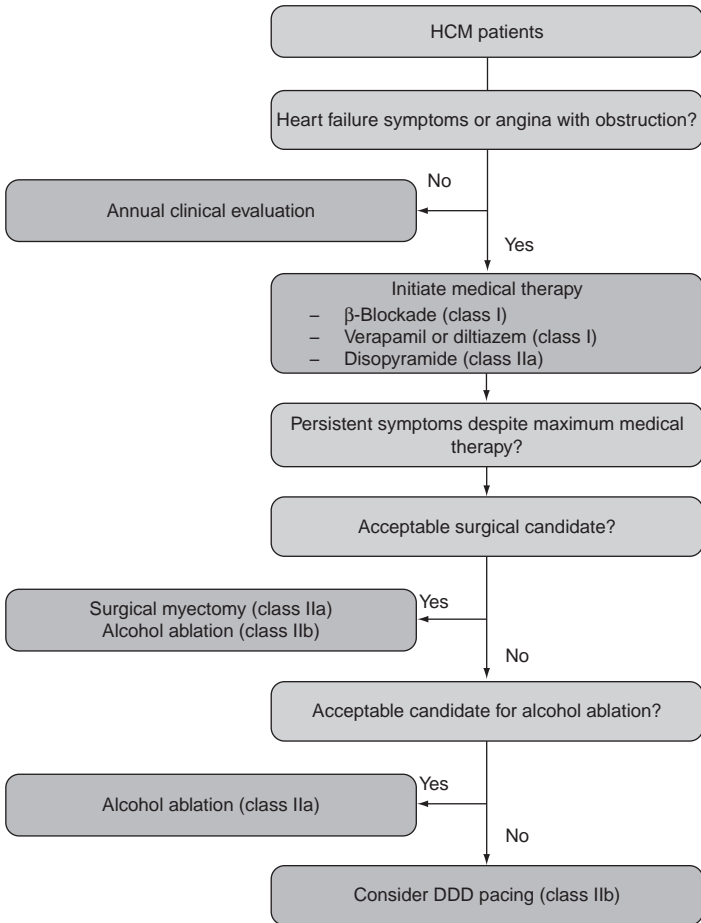 HCM patients
Heart failure symptoms or angina with obstruction?
No
Annual clinical evaluation
Yes
Initiate medical therapy
– β-Blockade (class I)
– Verapamil or diltiazem (class I)
– Disopyramide (class IIa)
Persistent symptoms despite maximum medical
therapy?
Acceptable surgical candidate?
Yes
Surgical myectomy (class IIa)
Alcohol ablation (class IIb)
No
Acceptable candidate for alcohol ablation?
Yes
Alcohol ablation (class IIa)
No
Consider DDD pacing (class IIb)